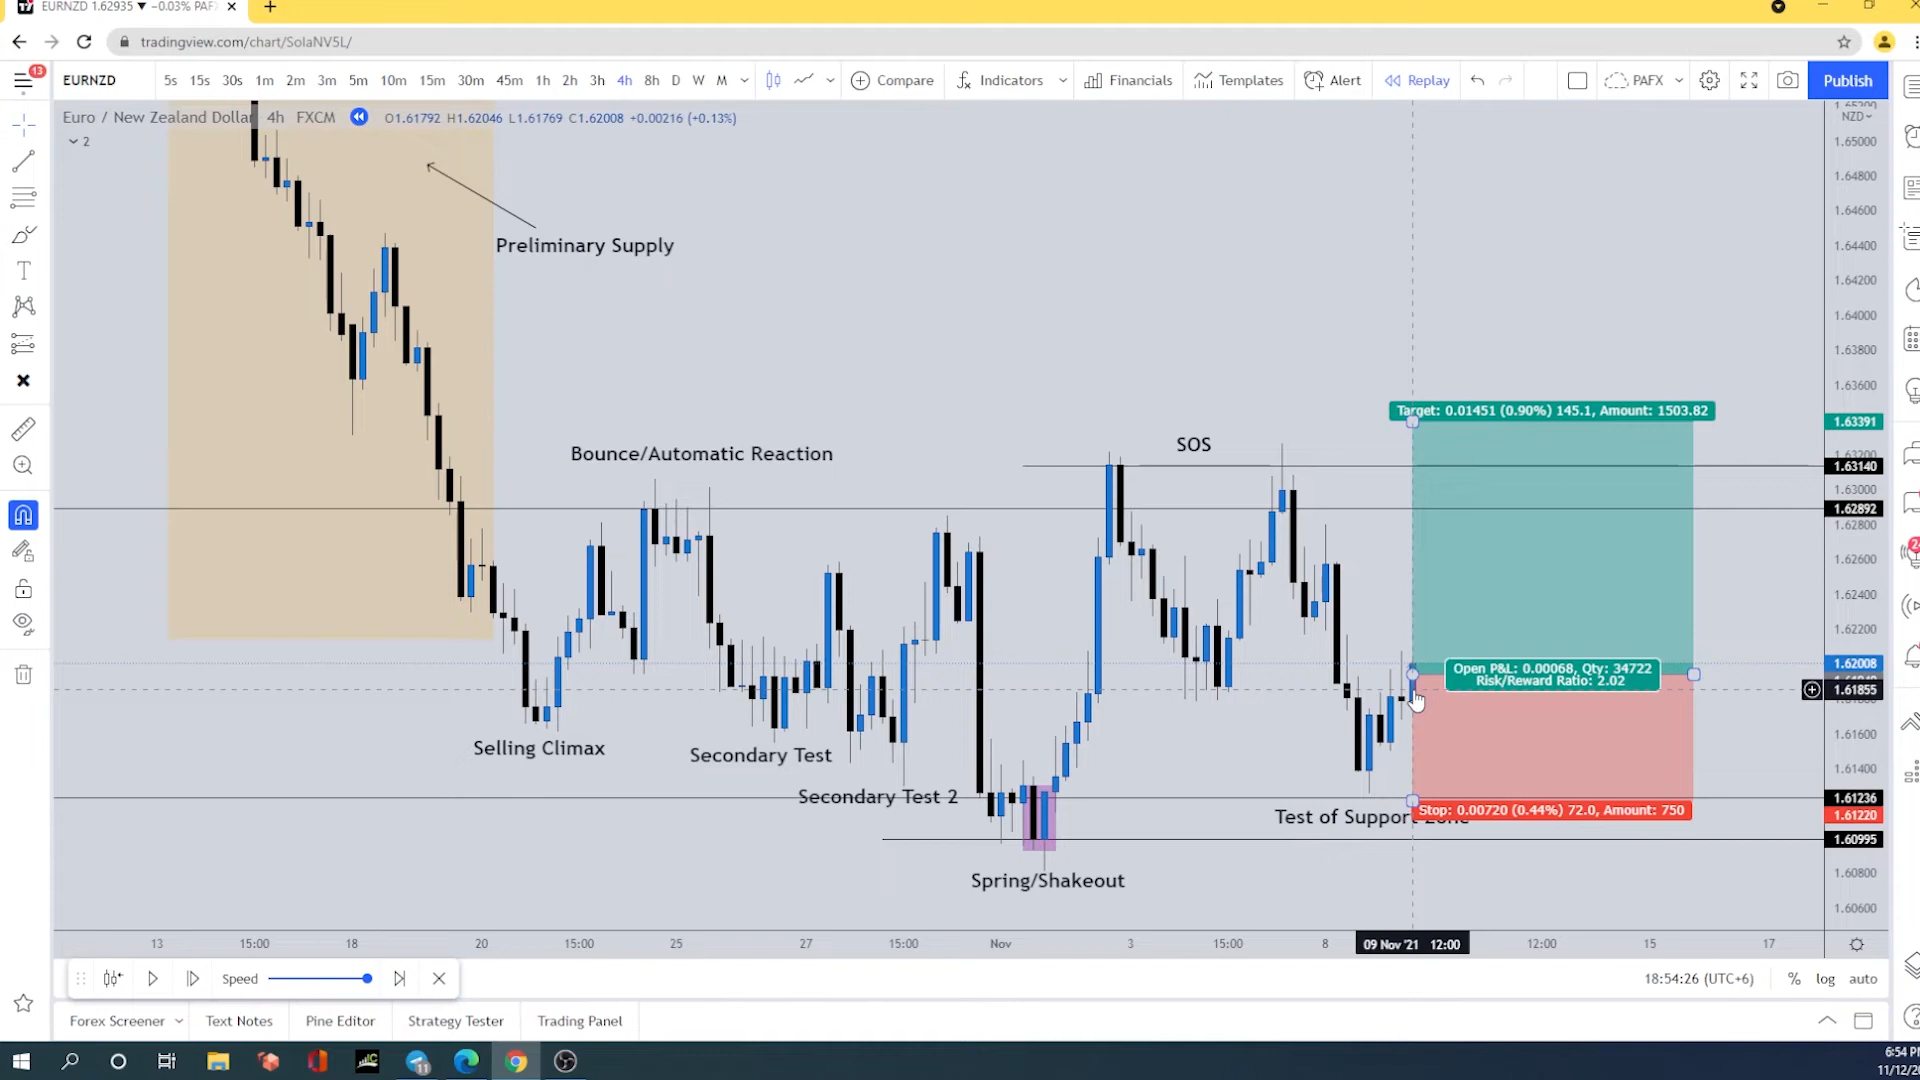 EURNZD 1.62935 ▼ −0.03% PAFX
tradingview.com/chart/SolaNV5L/
13
EURNZD
5s 15s 30s 1m 2m 3m 5m 10m 15m 30m 45m 1h 2h 3h 4h 8h D W M
Compare
Indicators
Financials
Templates
Alert
Replay
PAFX
Publish
Euro / New Zealand Dollar 4h FXCM O1.61792 H1.62046 L1.61769 C1.62008 +0.00216 (+0.13%)
2
NZD
1.65000
1.64800
1.64600
1.64400
1.64200
1.64000
1.63800
1.63600
1.63391
1.63200
1.63140
1.63000
1.62892
1.62800
1.62600
1.62400
1.62200
1.62008
1.61855
1.61600
1.61400
1.61236
1.61220
1.60995
1.60800
1.60600
Preliminary Supply
Bounce/Automatic Reaction
SOS
Target: 0.01451 (0.90%) 145.1, Amount: 1503.82
Open P&L: 0.00068, Qty: 34722
Risk/Reward Ratio: 2.02
Selling Climax
Secondary Test
Secondary Test 2
Test of Support Zone
Stop: 0.00720 (0.44%) 72.0, Amount: 750
Spring/Shakeout
13 15:00 18 20 15:00 25 27 15:00 Nov 3 15:00 8 09 Nov '21 12:00 12:00 15 17
Speed
18:54:26 (UTC+6) % log auto
Forex Screener Text Notes Pine Editor Strategy Tester Trading Panel
11
6:54 P
11/12/20